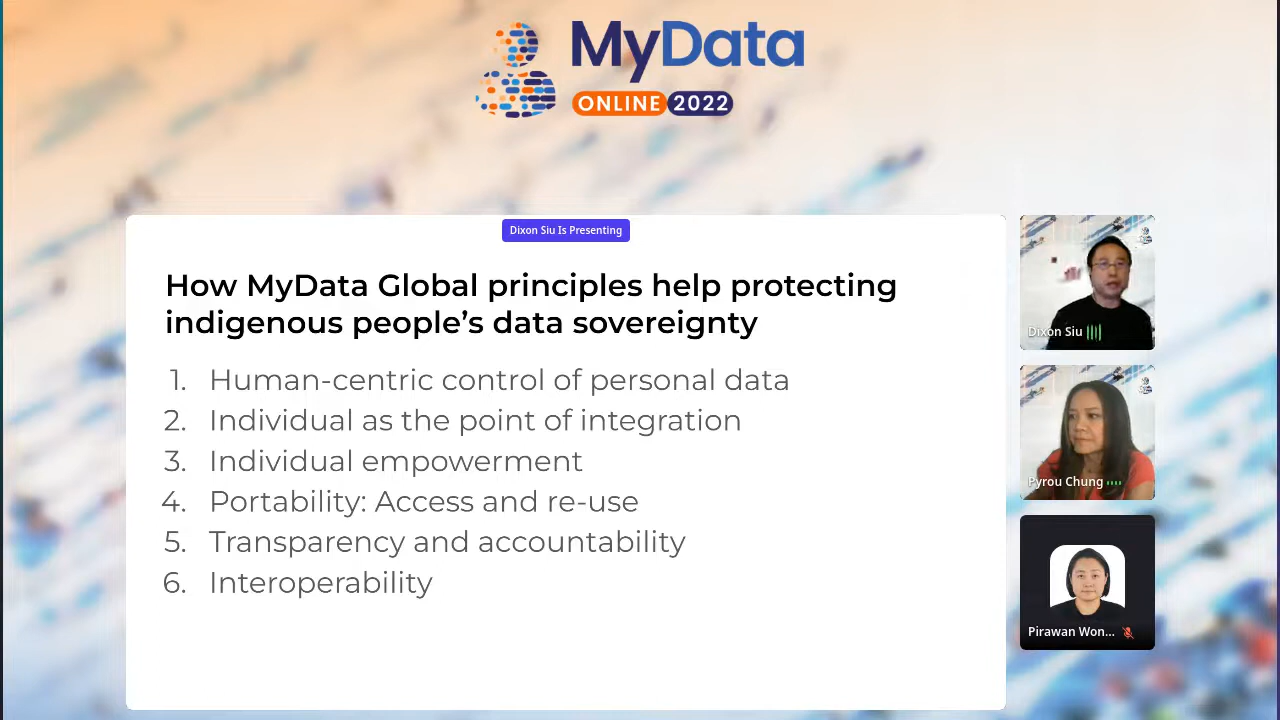 MyData
ONLINE 2022
Dixon Siu Is Presenting
How MyData Global principles help protecting
indigenous people’s data sovereignty
1. Human-centric control of personal data
2. Individual as the point of integration
3. Individual empowerment
4. Portability: Access and re-use
5. Transparency and accountability
6. Interoperability
Dixon Siu
Pyrou Chung
Pirawan Won...